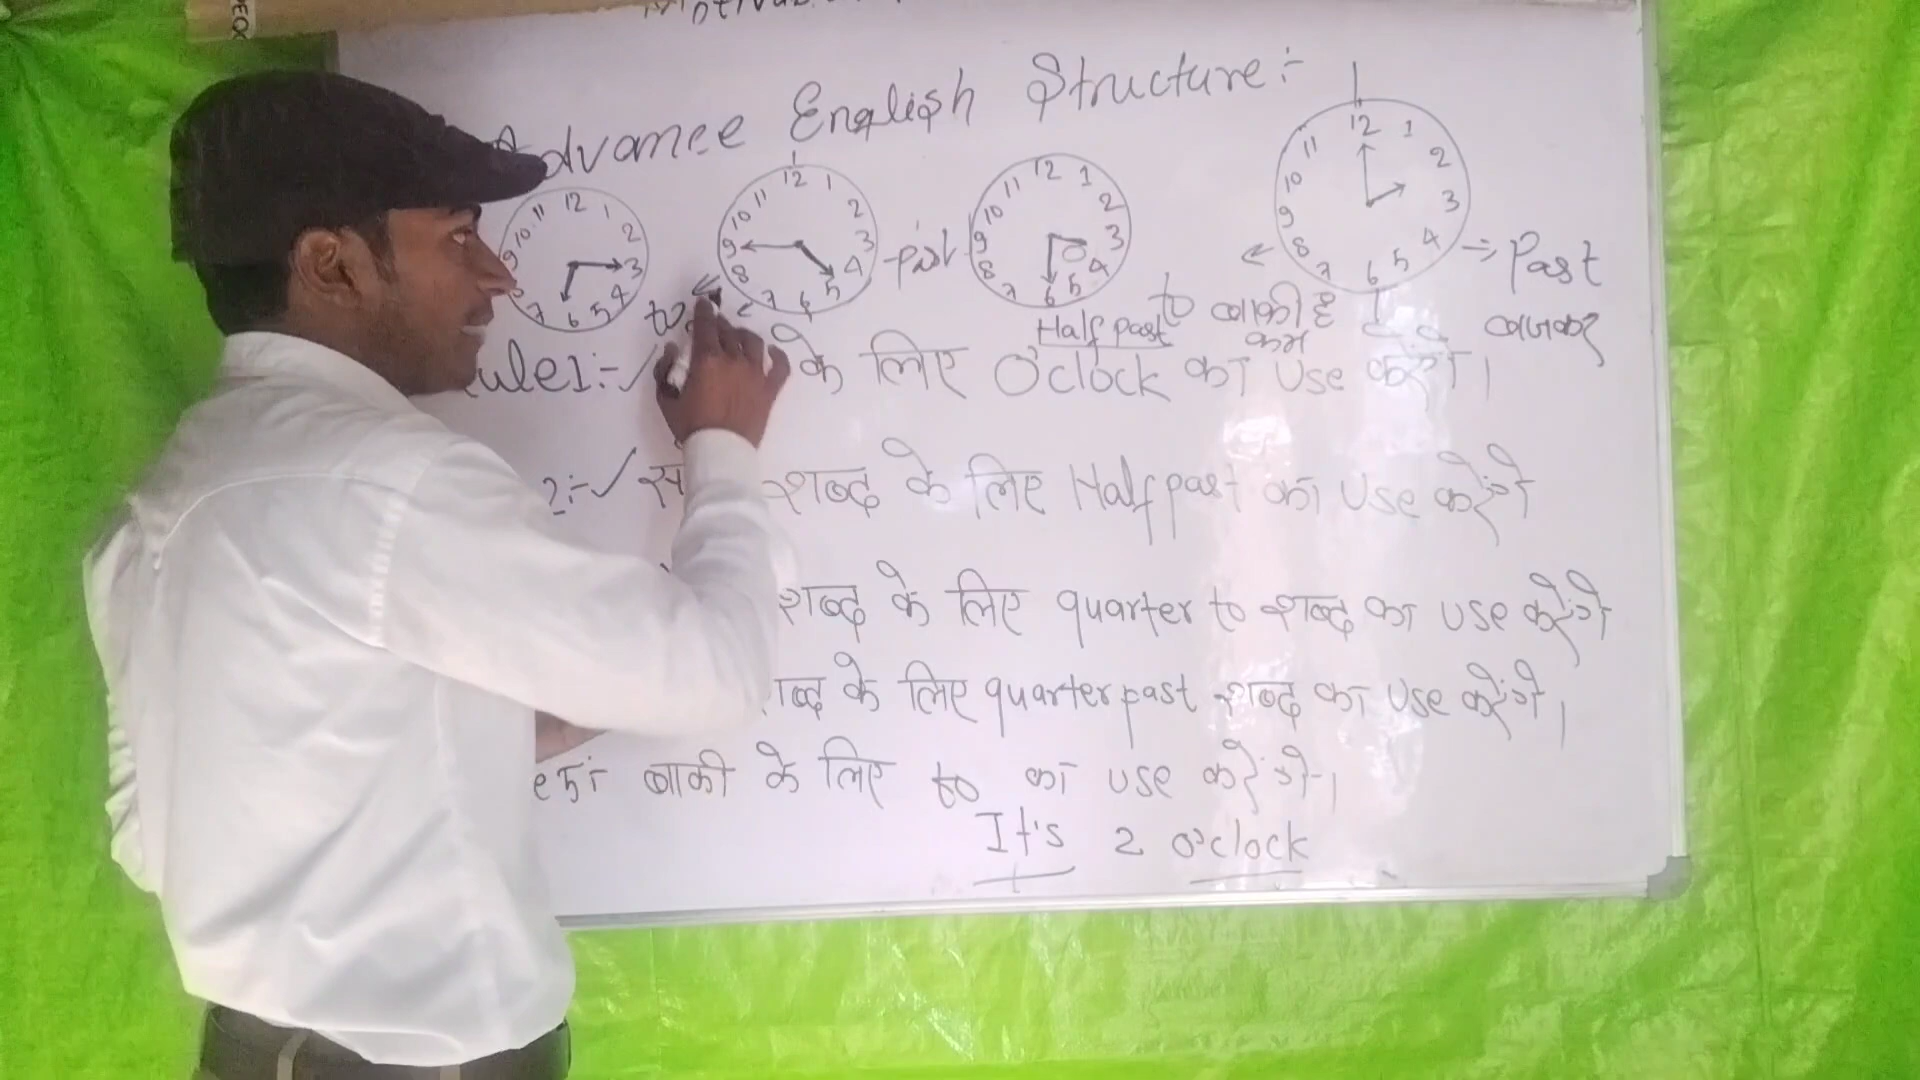 Advance English Structure:-
12 1 2 3 4 5 6 7 9 10 11
12 1 2 3 4 5 6 7 8 9 10 11
12 1 2 3 4 5 6 7 8 9 10 11
12 1 2 3 4 5 6 7 8 9 10 11
to past Half past to बाकी है कम Past बजकर
Rule1:- ✓ के लिए O'clock का Use करेंगे।
2:- ✓ शब्द के लिए Half past का Use करेंगे
शब्द के लिए quarter to शब्द का use करेंगे
शब्द के लिए quarter past शब्द का Use करेंगे।
e5:- बाकी के लिए to का use करेंगे।
It's 2 o'clock